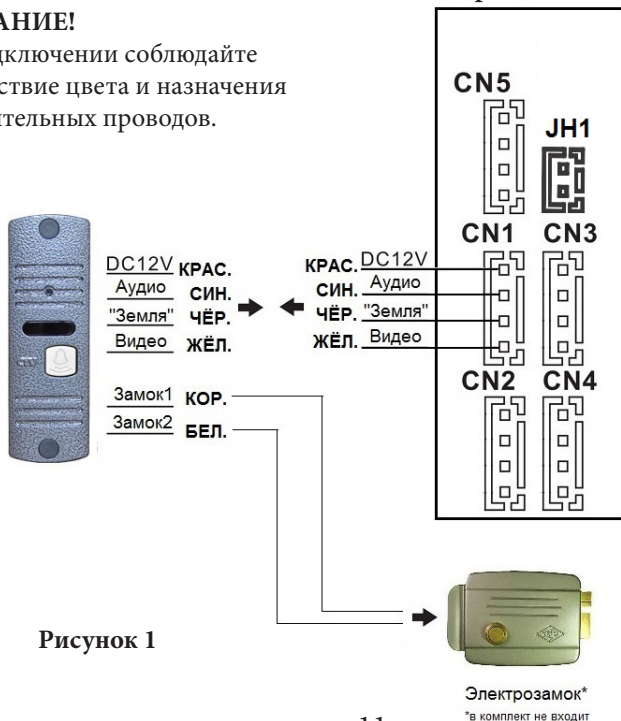 АНИЕ!
дключении соблюдайте
ствие цвета и назначения
ительных проводов.
CN5
JH1
CN1 CN3
DC12V КРАС.
Аудио СИН.
"Земля" ЧЁР.
Видео ЖЁЛ.
КРАС. DC12V
СИН. Аудио
ЧЁР. "Земля"
ЖЁЛ. Видео
CN2 CN4
Замок1 КОР.
Замок2 БЕЛ.
Рисунок 1
Электрозамок*
*в комплект не входит